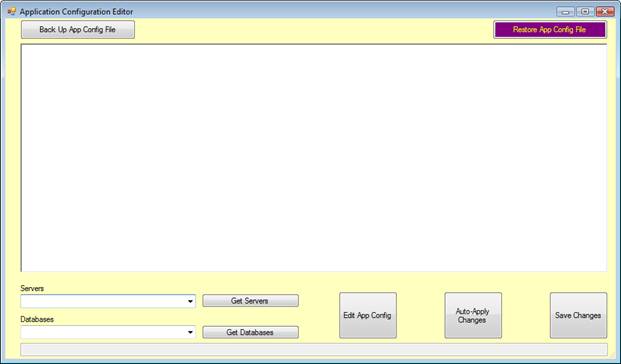 Application Configuration Editor
Back Up App Config File
Restore App Config File
Servers
Get Servers
Databases
Get Databases
Edit App Config
Auto-Apply
Changes
Save Changes